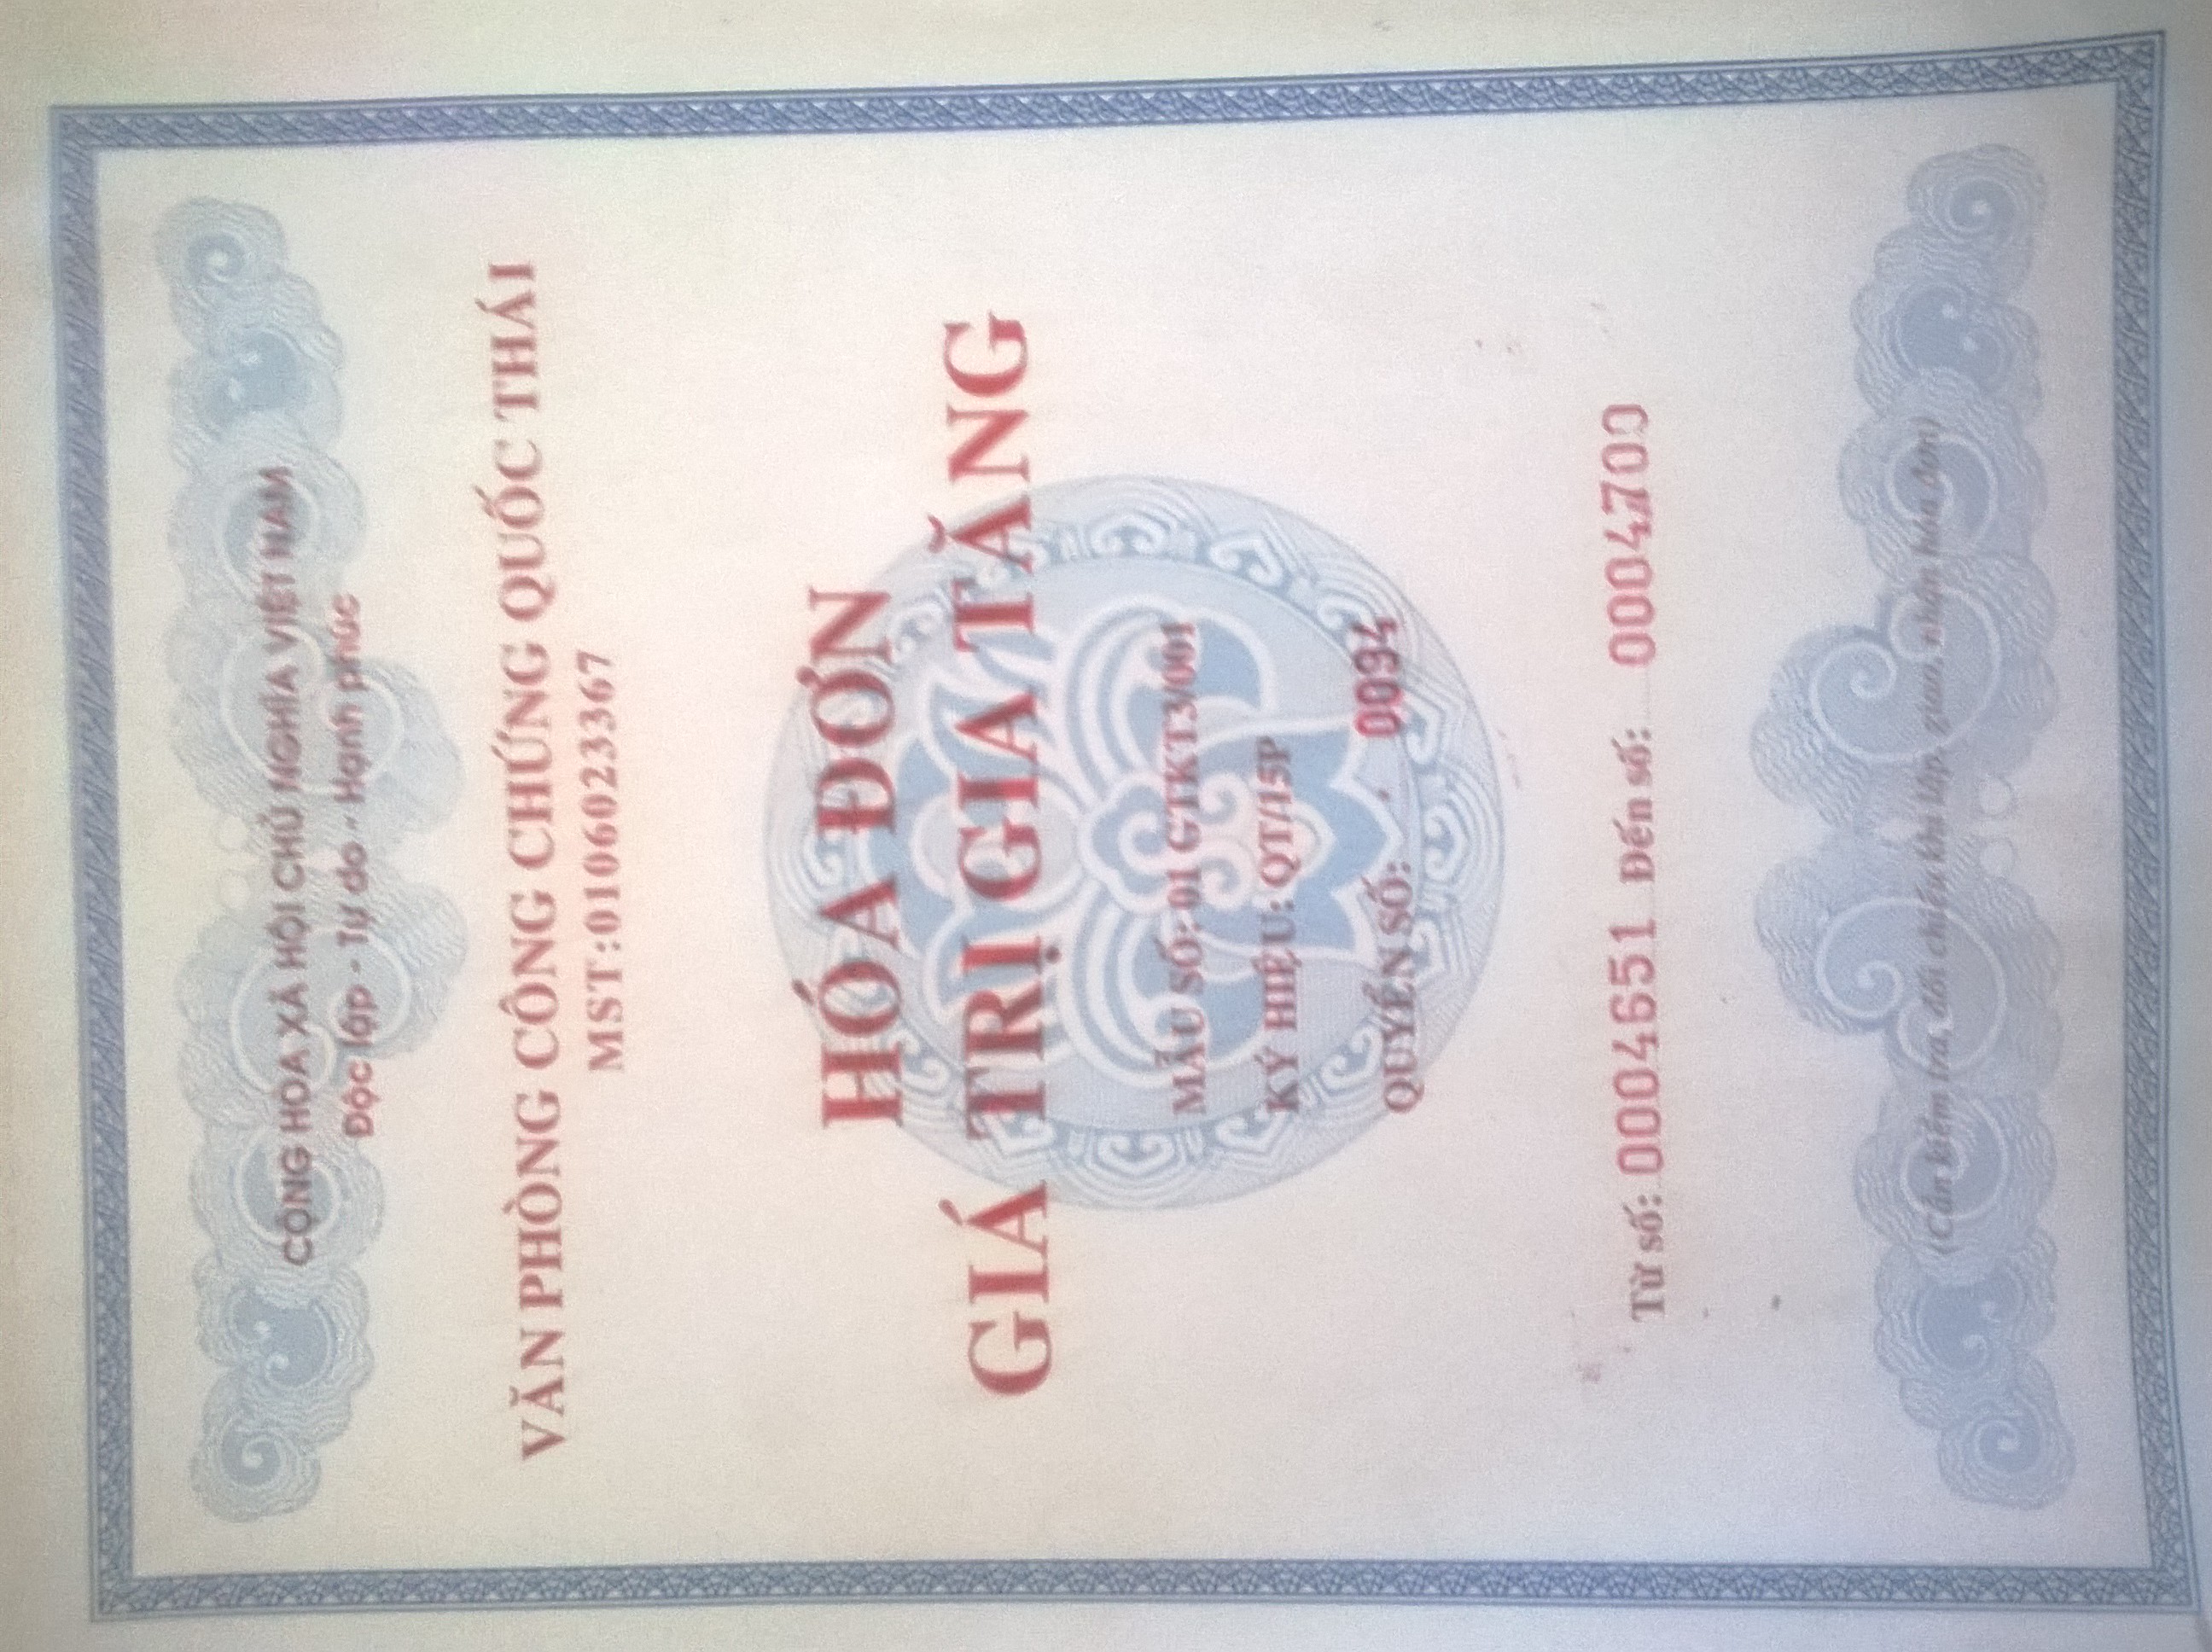 CỘNG HÒA XÃ HỘI CHỦ NGHĨA VIỆT NAM
Độc lập - Tự do - Hạnh phúc
VĂN PHÒNG CÔNG CHỨNG QUỐC THÁI
MST:0106023367
HÓA ĐƠN
GIÁ TRỊ GIA TĂNG
MẪU SỐ: 01 GTKT3/001
KÝ HIỆU: QT/15P
QUYỂN SỐ: 0094
Từ số: 0004651 Đến số: 0004700
(Cần kiểm tra, đối chiếu khi lập, giao, nhận hóa đơn)